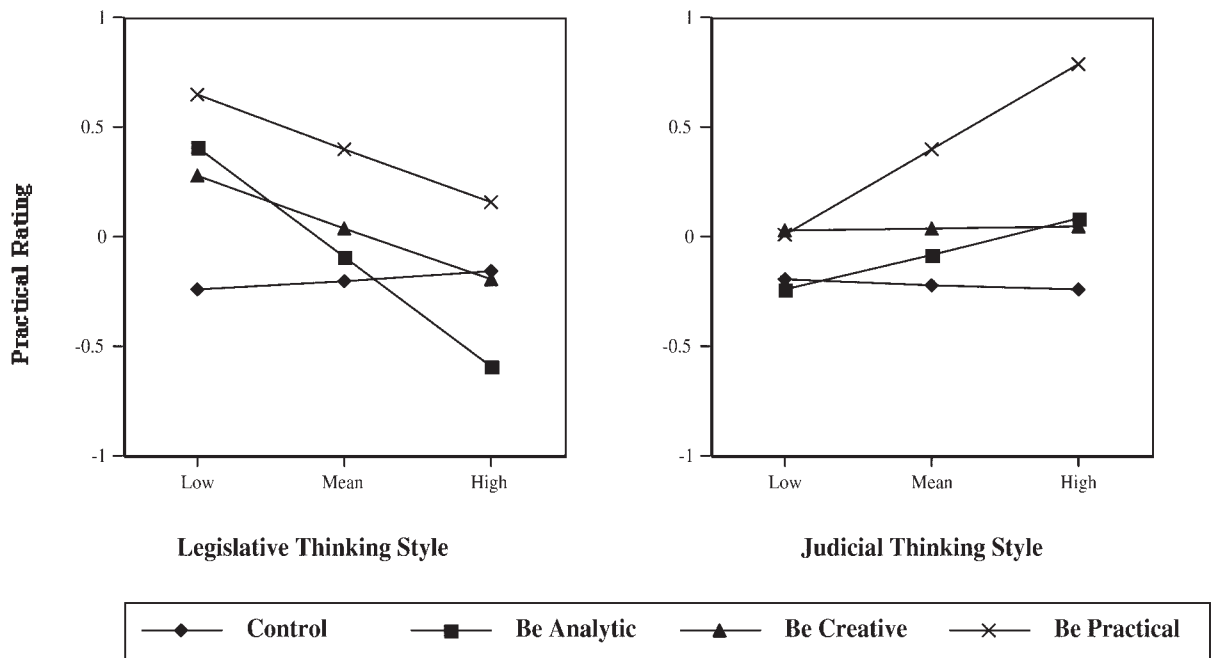 Practical Rating
1
0.5
0
-0.5
-1
Low Mean High
Legislative Thinking Style
1
0.5
0
-0.5
-1
Low Mean High
Judicial Thinking Style
Control Be Analytic Be Creative Be Practical